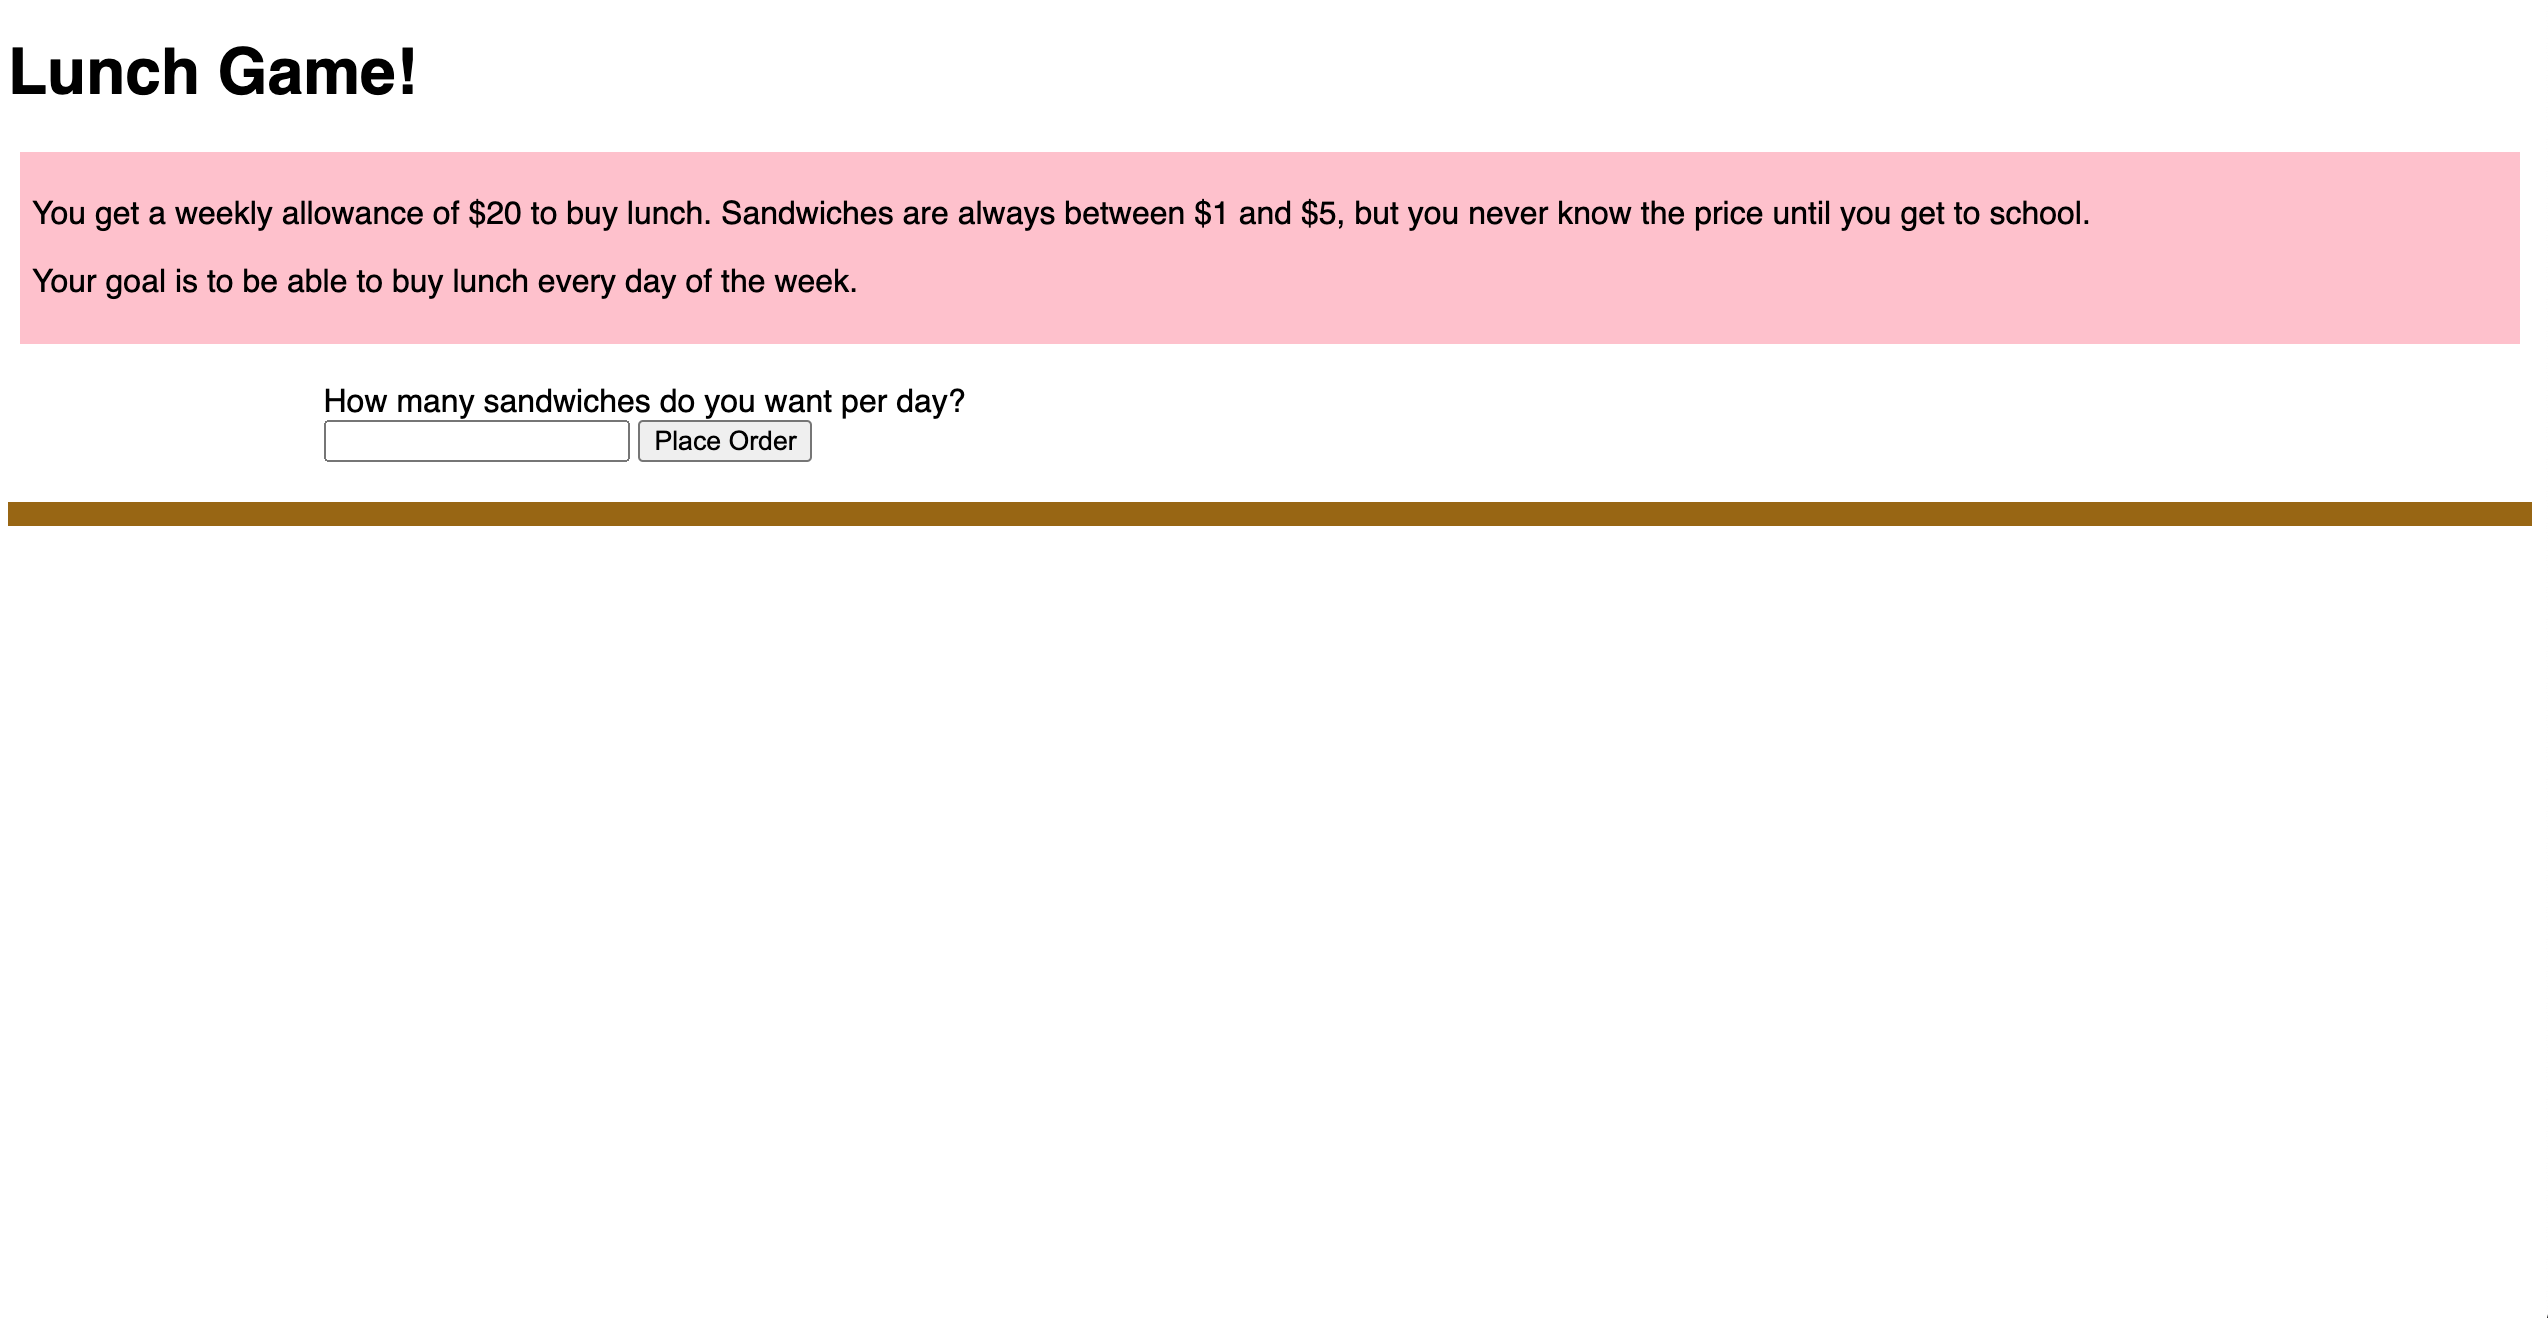 Lunch Game!
You get a weekly allowance of $20 to buy lunch. Sandwiches are always between $1 and $5, but you never know the price until you get to school.
Your goal is to be able to buy lunch every day of the week.
How many sandwiches do you want per day?
Place Order